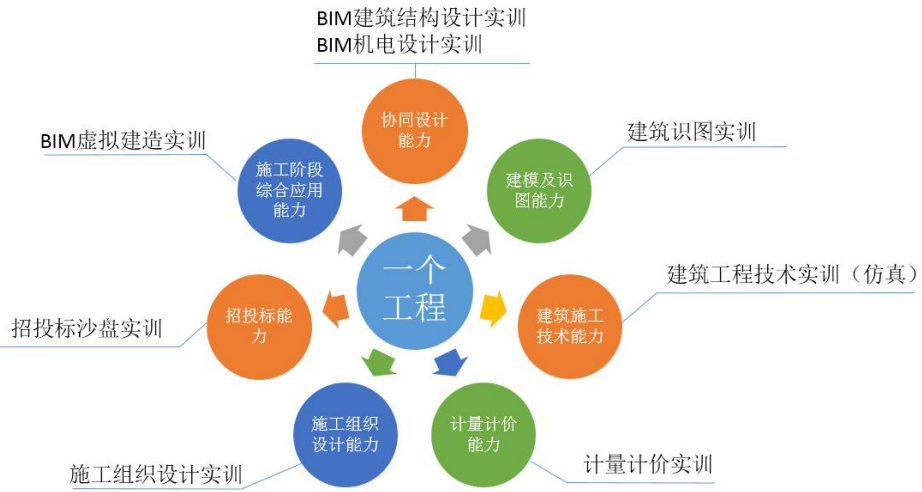 BIM建筑结构设计实训
BIM机电设计实训
协同设计
能力
建筑识图实训
建模及识
图能力
建筑工程技术实训（仿真）
建筑施工
技术能力
计量计价
能力
计量计价实训
施工组织
设计能力
施工组织设计实训
招投标能
力
招投标沙盘实训
施工阶段
综合应用
能力
BIM虚拟建造实训
一个
工程